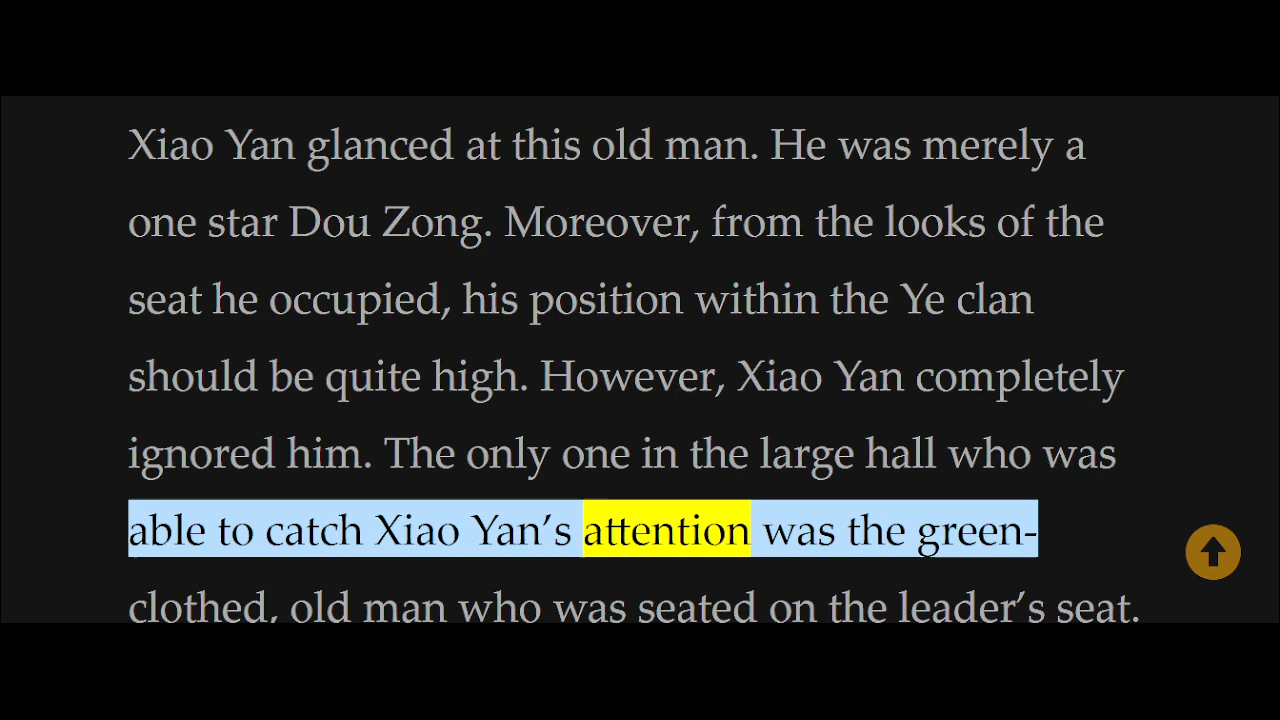 Xiao Yan glanced at this old man. He was merely a
one star Dou Zong. Moreover, from the looks of the
seat he occupied, his position within the Ye clan
should be quite high. However, Xiao Yan completely
ignored him. The only one in the large hall who was
able to catch Xiao Yan’s attention was the green-
clothed, old man who was seated on the leader’s seat.